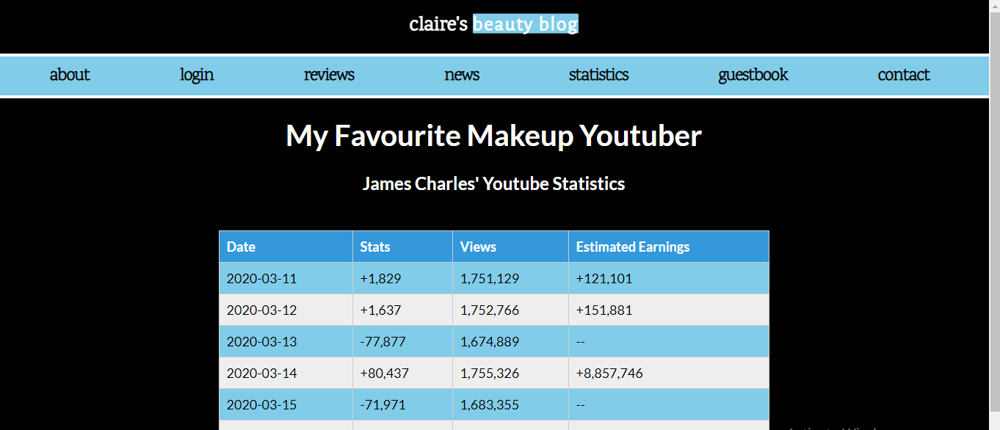 claire's beauty blog
about login reviews news statistics guestbook contact
My Favourite Makeup Youtuber
James Charles' Youtube Statistics
Date Stats Views Estimated Earnings
2020-03-11 +1,829 1,751,129 +121,101
2020-03-12 +1,637 1,752,766 +151,881
2020-03-13 -77,877 1,674,889 --
2020-03-14 +80,437 1,755,326 +8,857,746
2020-03-15 -71,971 1,683,355 --